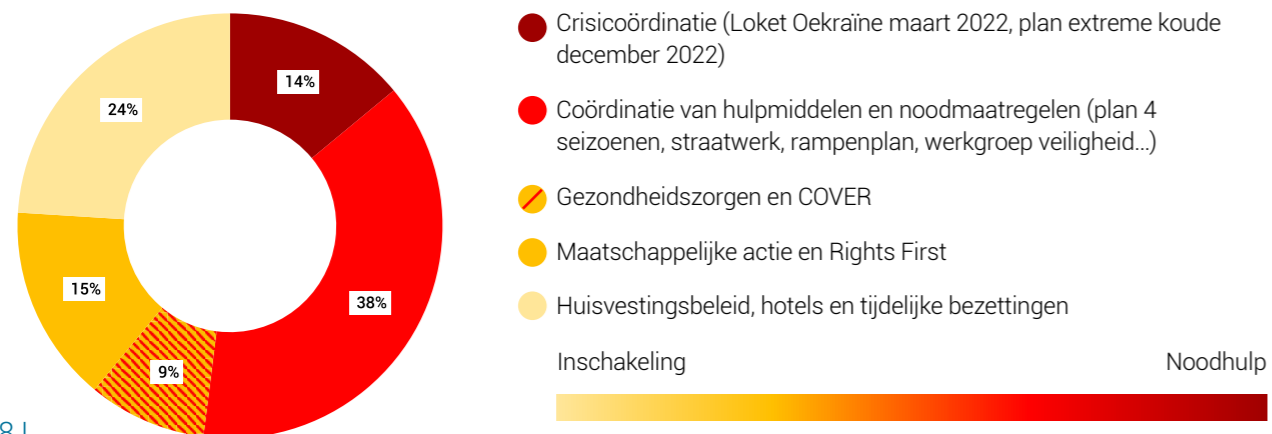 14%
24%
38%
15%
9%
Crisicoördinatie (Loket Oekraïne maart 2022, plan extreme koude
december 2022)
Coördinatie van hulpmiddelen en noodmaatregelen (plan 4
seizoenen, straatwerk, rampenplan, werkgroep veiligheid...)
Gezondheidszorgen en COVER
Maatschappelijke actie en Rights First
Huisvestingsbeleid, hotels en tijdelijke bezettingen
Inschakeling Noodhulp